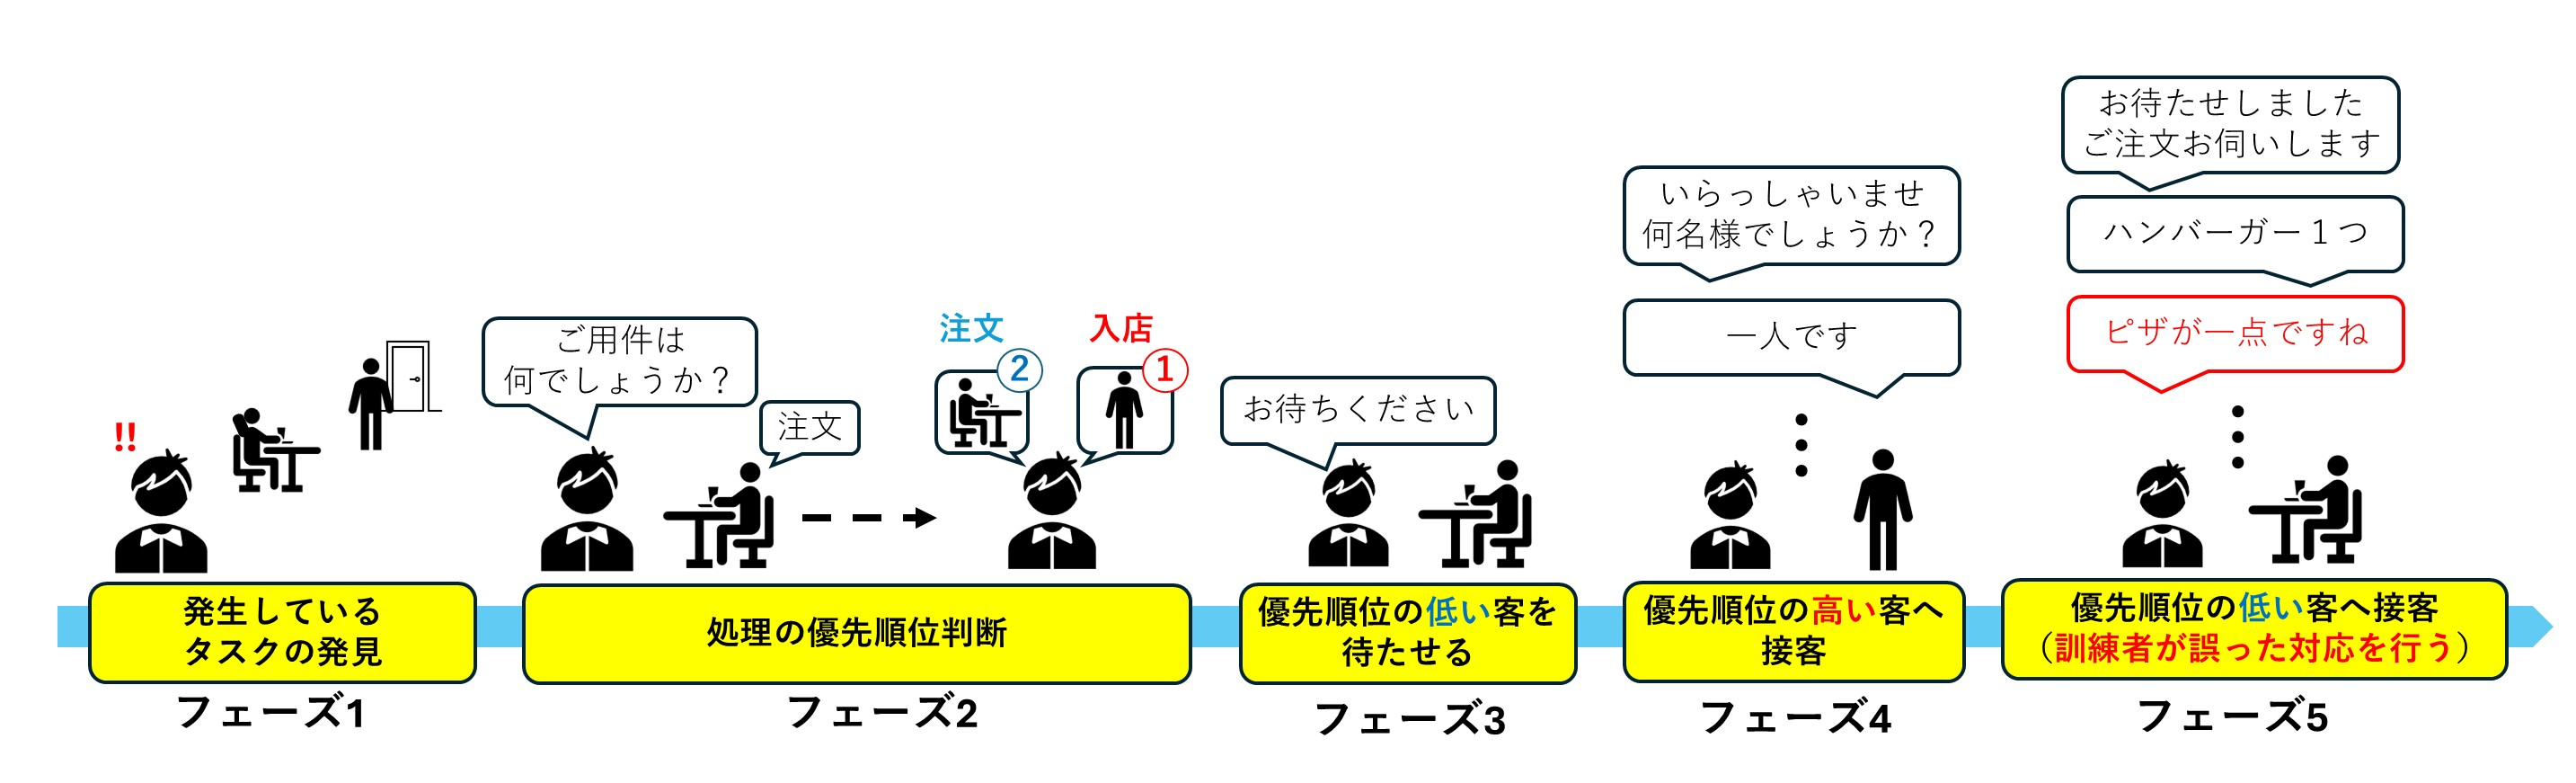 !!
発生している
タスクの発見
フェーズ1
ご用件は
何でしょうか？
注文
注文
②
入店
①
処理の優先順位判断
フェーズ2
お待ちください
優先順位の低い客を
待たせる
フェーズ3
いらっしゃいませ
何名様でしょうか？
一人です
優先順位の高い客へ
接客
フェーズ4
お待たせしました
ご注文お伺いします
ハンバーガー１つ
ピザが一点ですね
優先順位の低い客へ接客
（訓練者が誤った対応を行う）
フェーズ5